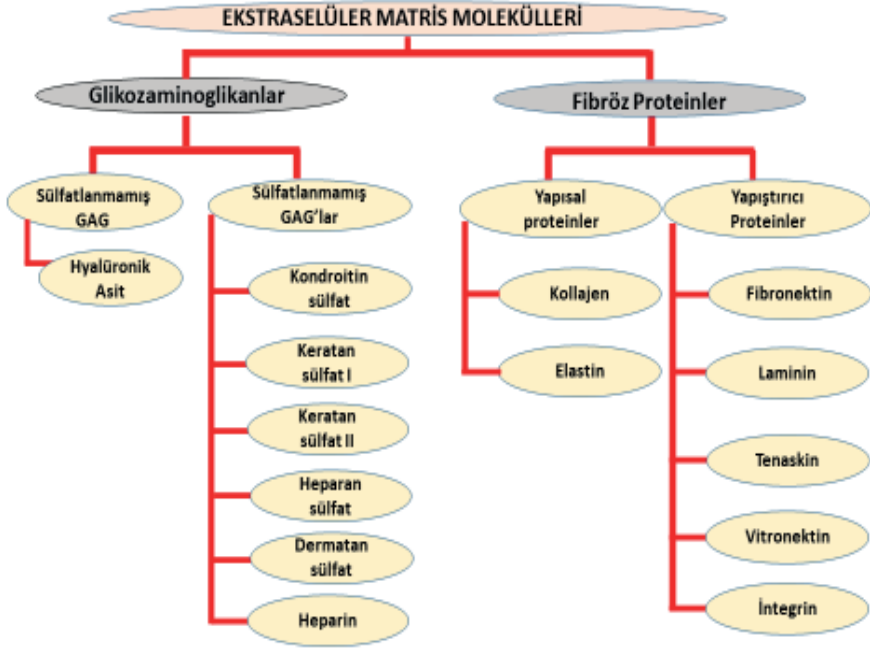 EKSTRASELÜLER MATRİS MOLEKÜLLERİ
Glikozaminoglikanlar
Fibröz Proteinler
Sülfatlanmamış
GAG
Hyalüronik
Asit
Sülfatlanmamış
GAG'lar
Kondroitin
sülfat
Keratan
sülfat I
Keratan
sülfat II
Heparan
sülfat
Dermatan
sülfat
Heparin
Yapısal
proteinler
Kollajen
Elastin
Yapıştırıcı
Proteinler
Fibronektin
Laminin
Tenaskin
Vitronektin
İntegrin